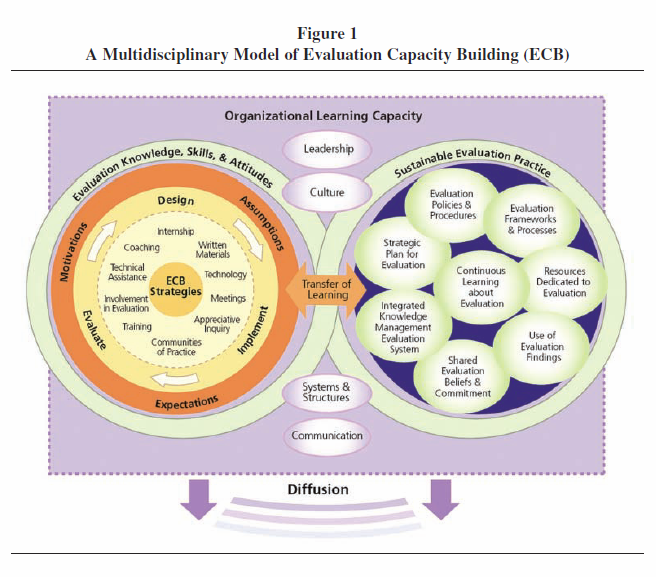 Figure 1
A Multidisciplinary Model of Evaluation Capacity Building (ECB)
Organizational Learning Capacity
Leadership
Culture
Evaluation Knowledge, Skills, & Attitudes
Motivations
Assumptions
Expectations
Design
Implement
Evaluate
Internship
Coaching
Written
Materials
Technical
Assistance
Technology
ECB
Strategies
Involvement
in Evaluation
Meetings
Training
Appreciative
Inquiry
Communities
of Practice
Transfer of
Learning
Sustainable Evaluation Practice
Evaluation
Policies &
Procedures
Evaluation
Frameworks
& Processes
Strategic
Plan for
Evaluation
Continuous
Learning
about
Evaluation
Resources
Dedicated to
Evaluation
Integrated
Knowledge
Management
Evaluation
System
Use of
Evaluation
Findings
Shared
Evaluation
Beliefs &
Commitment
Systems &
Structures
Communication
Diffusion